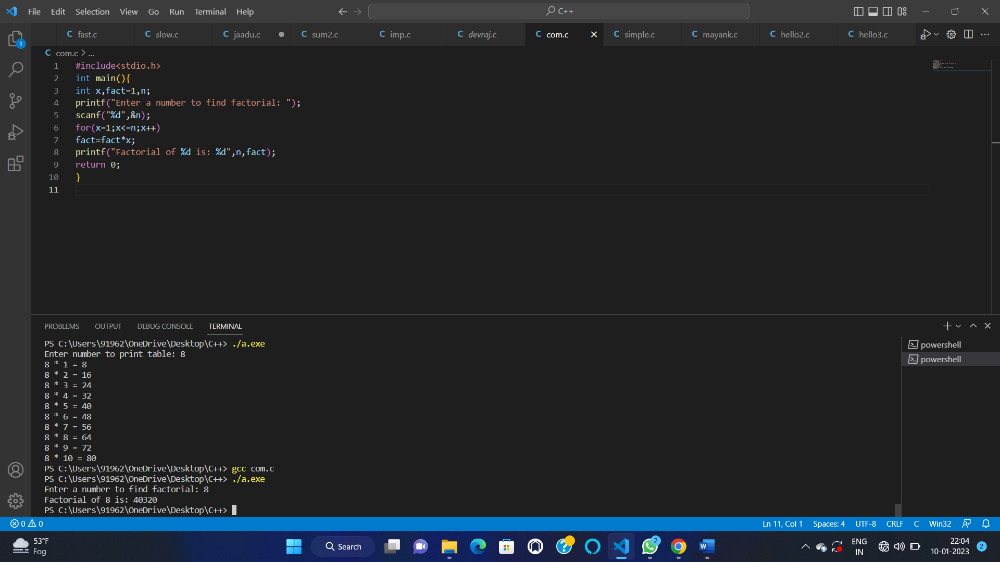 File Edit Selection View Go Run Terminal Help
C++
C fast.c C slow.c C jaadu.c C sum2.c C imp.c C devraj.c C com.c C simple.c C mayank.c C hello2.c C hello3.c
1
C com.c > ...
1 #include<stdio.h>
2 int main(){
3 int x,fact=1,n;
4 printf("Enter a number to find factorial: ");
5 scanf("%d",&n);
6 for(x=1;x<=n;x++)
7 fact=fact*x;
8 printf("Factorial of %d is: %d",n,fact);
9 return 0;
10 }
11
PROBLEMS OUTPUT DEBUG CONSOLE TERMINAL
PS C:\Users\91962\OneDrive\Desktop\C++> ./a.exe
Enter number to print table: 8
8 * 1 = 8
8 * 2 = 16
8 * 3 = 24
8 * 4 = 32
8 * 5 = 40
8 * 6 = 48
8 * 7 = 56
8 * 8 = 64
8 * 9 = 72
8 * 10 = 80
PS C:\Users\91962\OneDrive\Desktop\C++> gcc com.c
PS C:\Users\91962\OneDrive\Desktop\C++> ./a.exe
Enter a number to find factorial: 8
Factorial of 8 is: 40320
PS C:\Users\91962\OneDrive\Desktop\C++>
powershell
powershell
0 0 Ln 11, Col 1 Spaces: 4 UTF-8 CRLF C Win32
53°F
Fog
Search
2
ENG
IN
22:04
10-01-2023
2